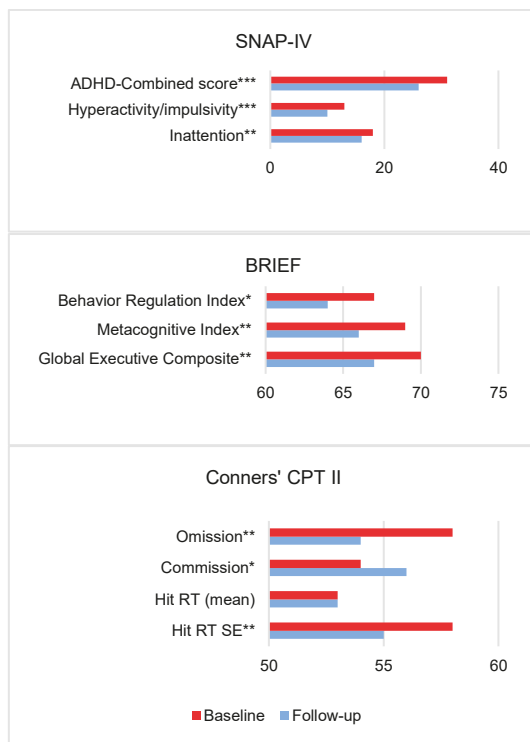 SNAP-IV
ADHD-Combined score***
Hyperactivity/impulsivity***
Inattention**
0 20 40
BRIEF
Behavior Regulation Index*
Metacognitive Index**
Global Executive Composite**
60 65 70 75
Conners' CPT II
Omission**
Commission*
Hit RT (mean)
Hit RT SE**
50 55 60
Baseline Follow-up